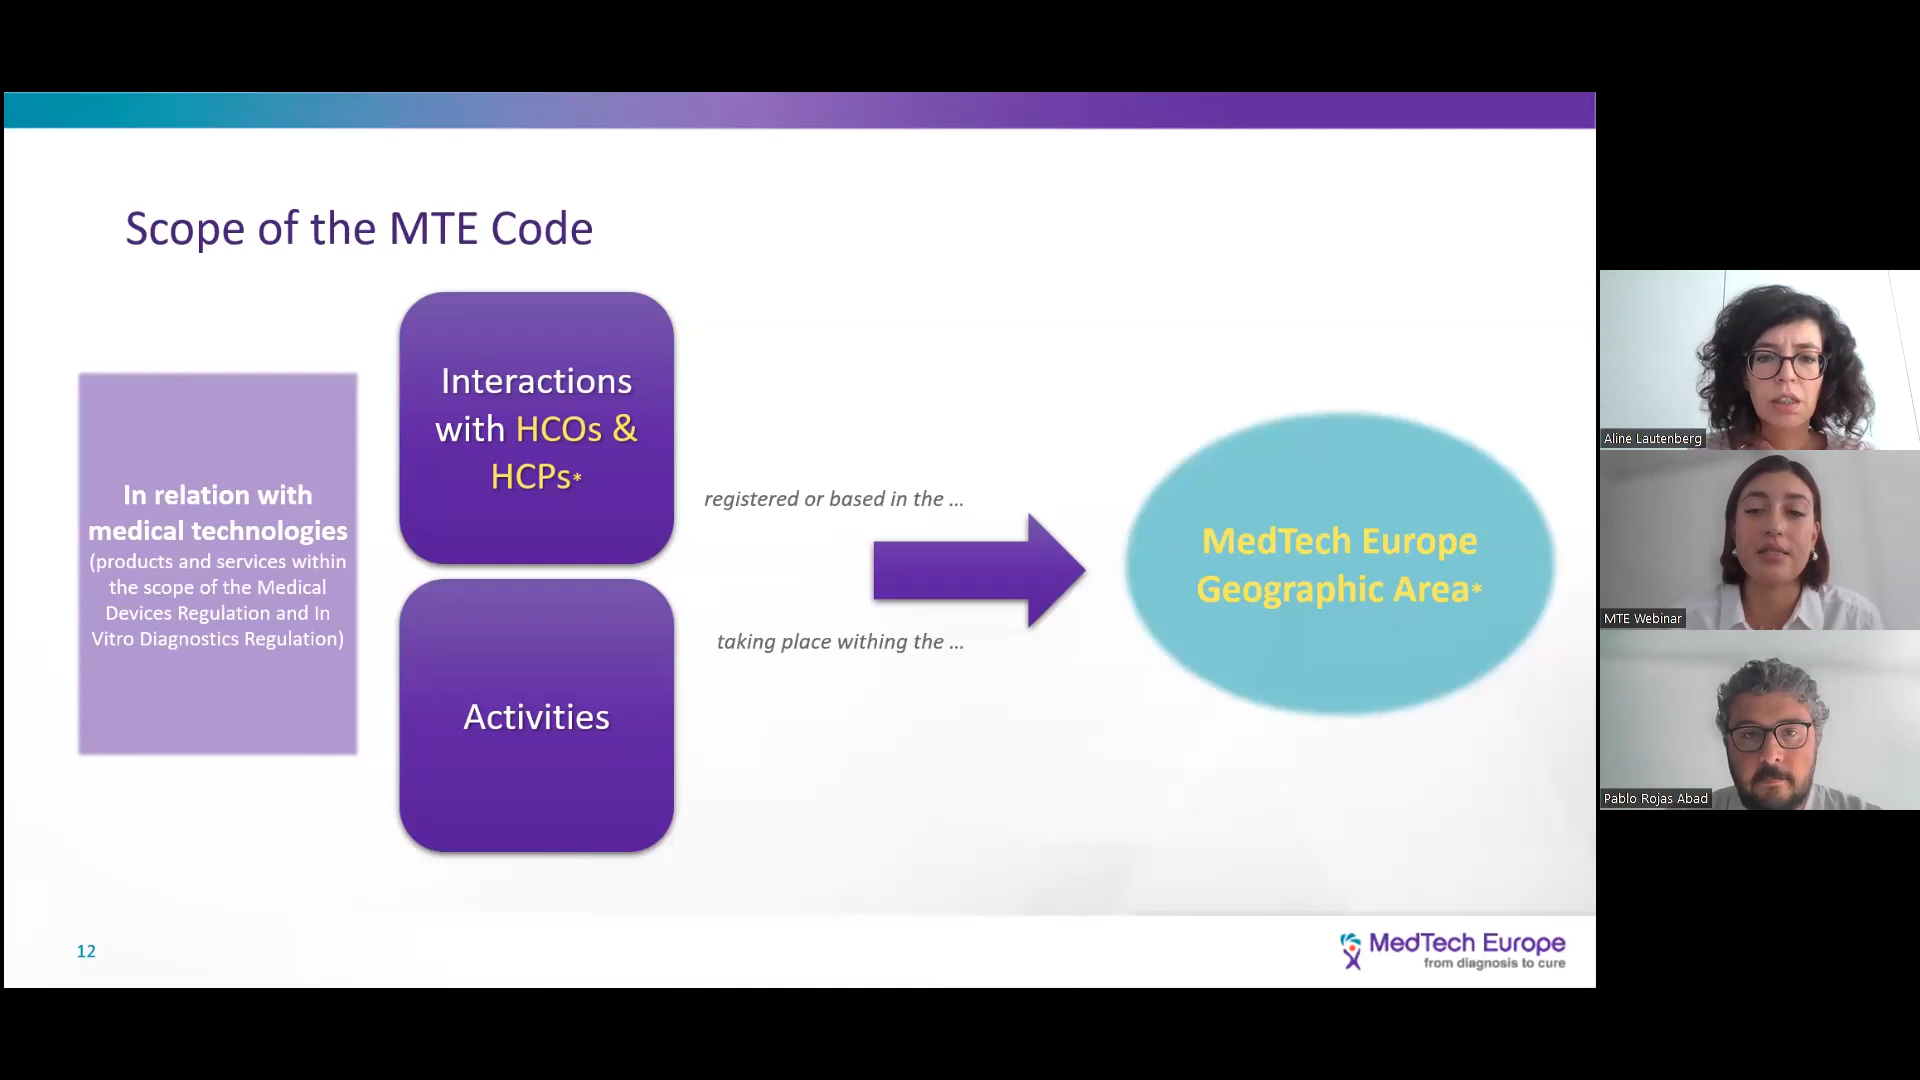 Scope of the MTE Code
In relation with
medical technologies
(products and services within
the scope of the Medical
Devices Regulation and In
Vitro Diagnostics Regulation)
Interactions
with HCOs &
HCPs*
Activities
registered or based in the ...
taking place withing the ...
MedTech Europe
Geographic Area*
12
MedTech Europe
from diagnosis to cure
Aline Lautenberg
MTE Webinar
Pablo Rojas Abad